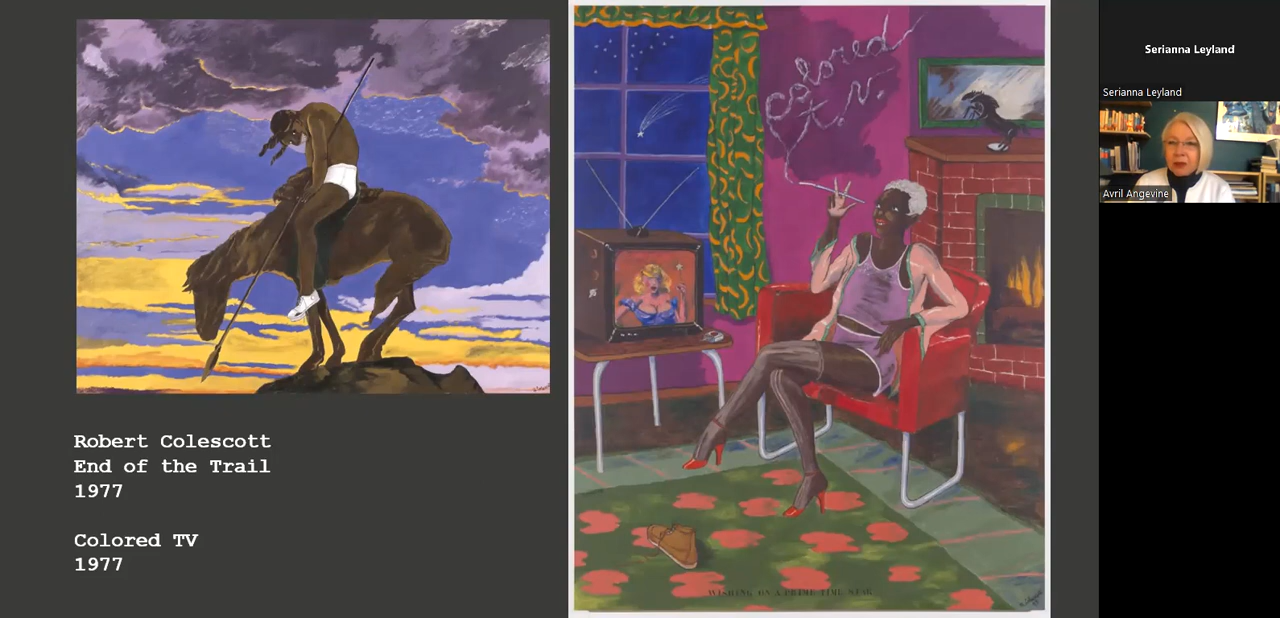 Robert Colescott
End of the Trail
1977
Colored TV
1977
colored
T.V.
WISHING ON A PRIME TIME STAR
Serianna Leyland
Serianna Leyland
Avril Angevine